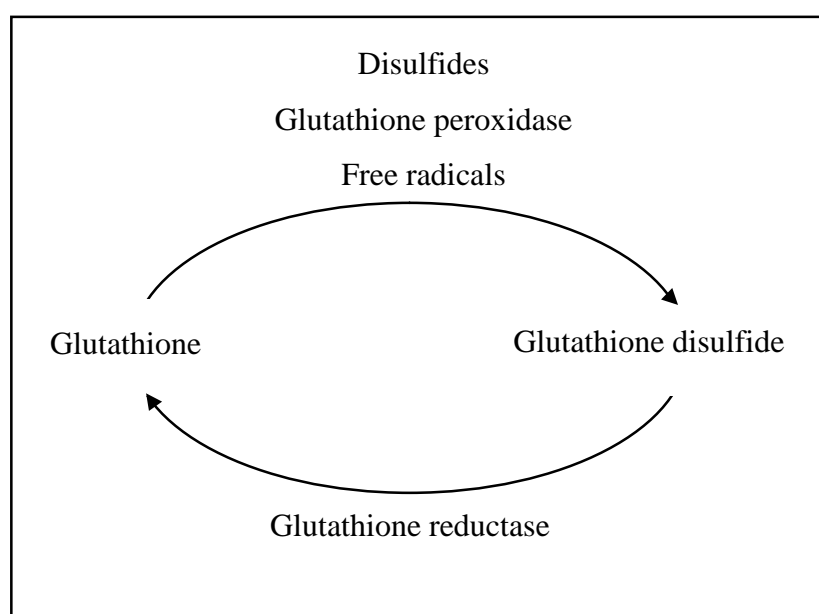 Disulfides
Glutathione peroxidase
Free radicals
Glutathione
Glutathione disulfide
Glutathione reductase